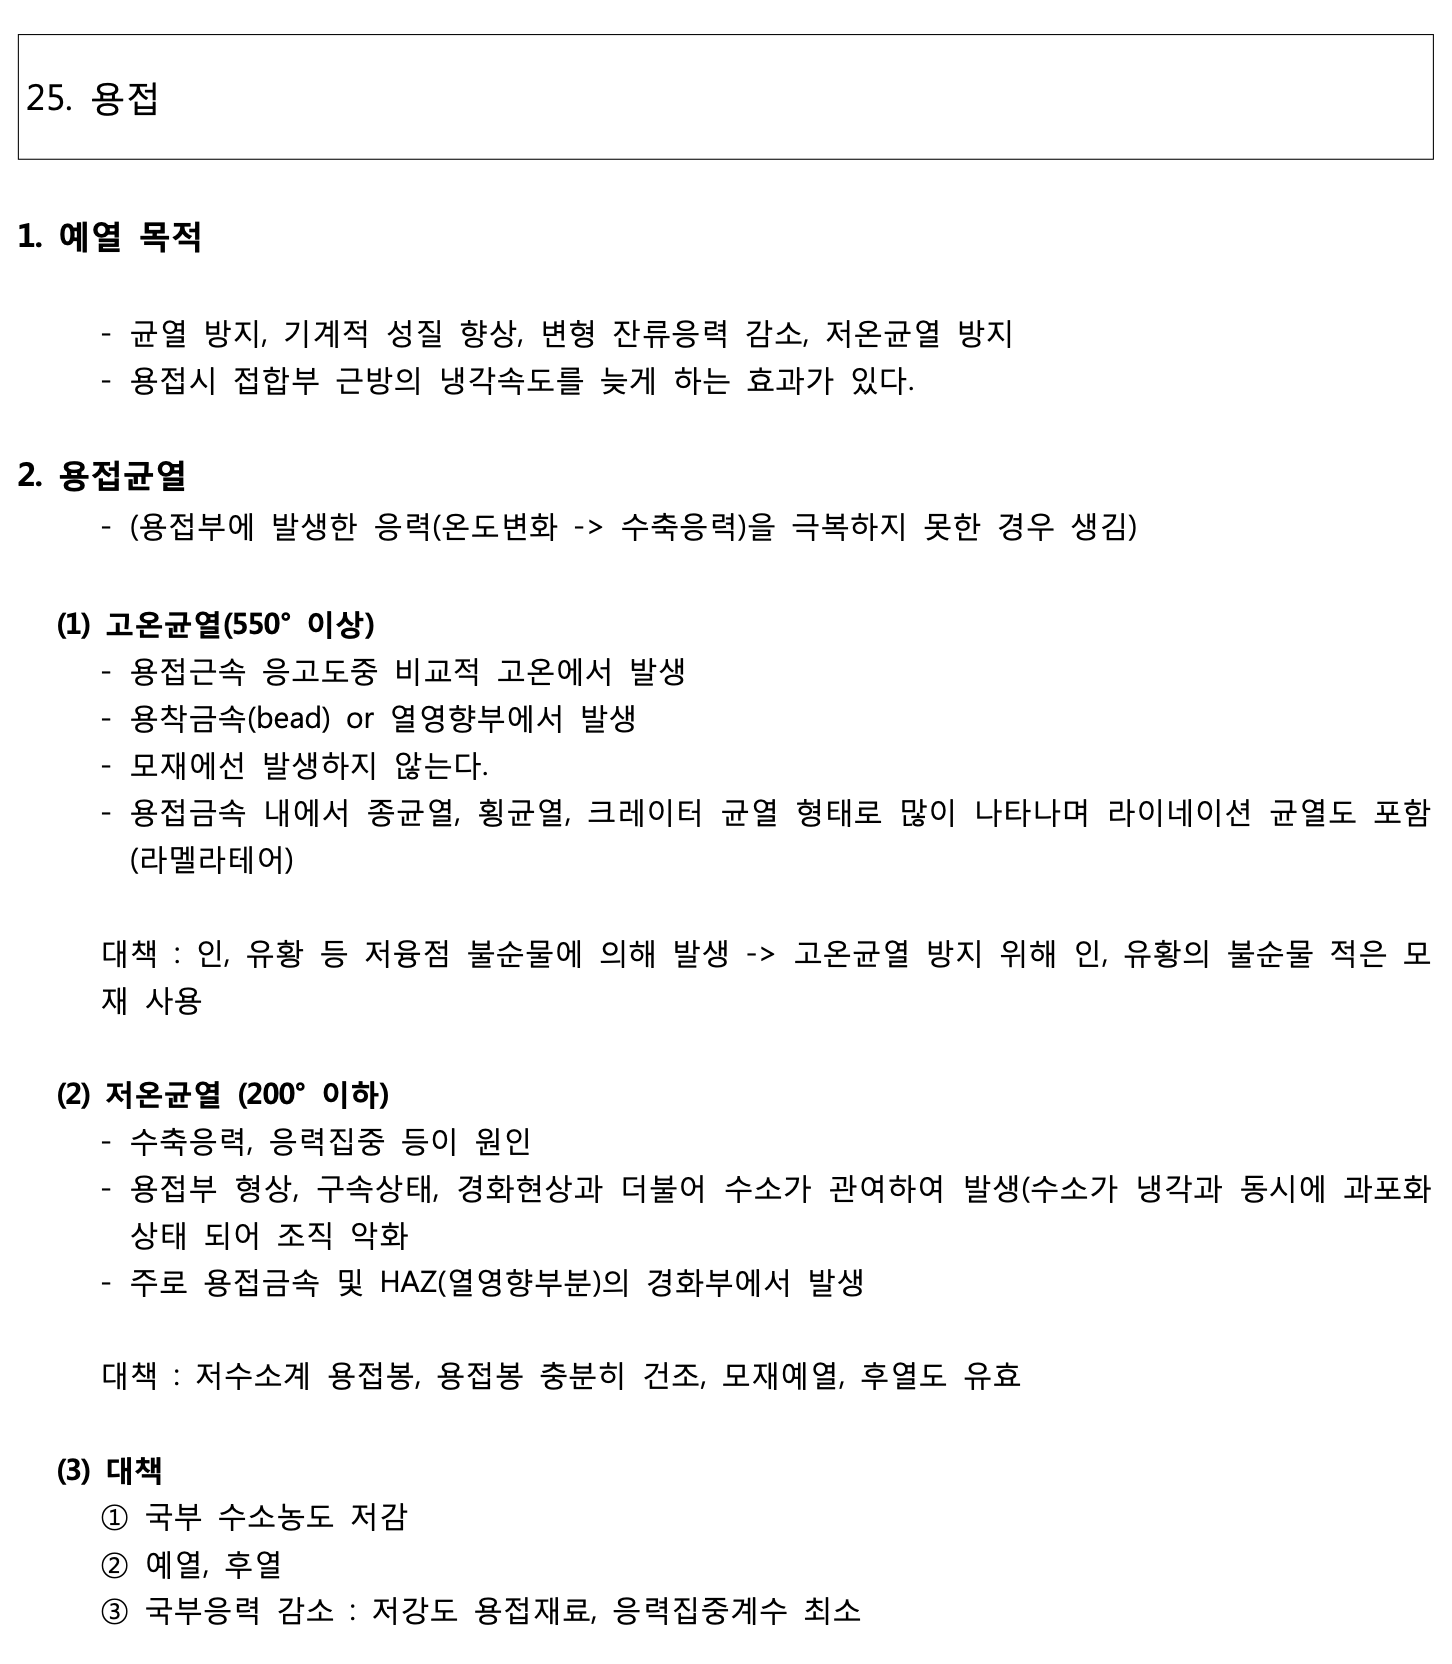 25. 용접
1. 예열 목적
- 균열 방지, 기계적 성질 향상, 변형 잔류응력 감소, 저온균열 방지
- 용접시 접합부 근방의 냉각속도를 늦게 하는 효과가 있다.
2. 용접균열
- (용접부에 발생한 응력(온도변화 -> 수축응력)을 극복하지 못한 경우 생김)
(1) 고온균열(550° 이상)
- 용접근속 응고도중 비교적 고온에서 발생
- 용착금속(bead) or 열영향부에서 발생
- 모재에선 발생하지 않는다.
- 용접금속 내에서 종균열, 횡균열, 크레이터 균열 형태로 많이 나타나며 라이네이션 균열도 포함
(라멜라테어)
대책 : 인, 유황 등 저융점 불순물에 의해 발생 -> 고온균열 방지 위해 인, 유황의 불순물 적은 모
재 사용
(2) 저온균열 (200° 이하)
- 수축응력, 응력집중 등이 원인
- 용접부 형상, 구속상태, 경화현상과 더불어 수소가 관여하여 발생(수소가 냉각과 동시에 과포화
상태 되어 조직 악화
- 주로 용접금속 및 HAZ(열영향부분)의 경화부에서 발생
대책 : 저수소계 용접봉, 용접봉 충분히 건조, 모재예열, 후열도 유효
(3) 대책
① 국부 수소농도 저감
② 예열, 후열
③ 국부응력 감소 : 저강도 용접재료, 응력집중계수 최소